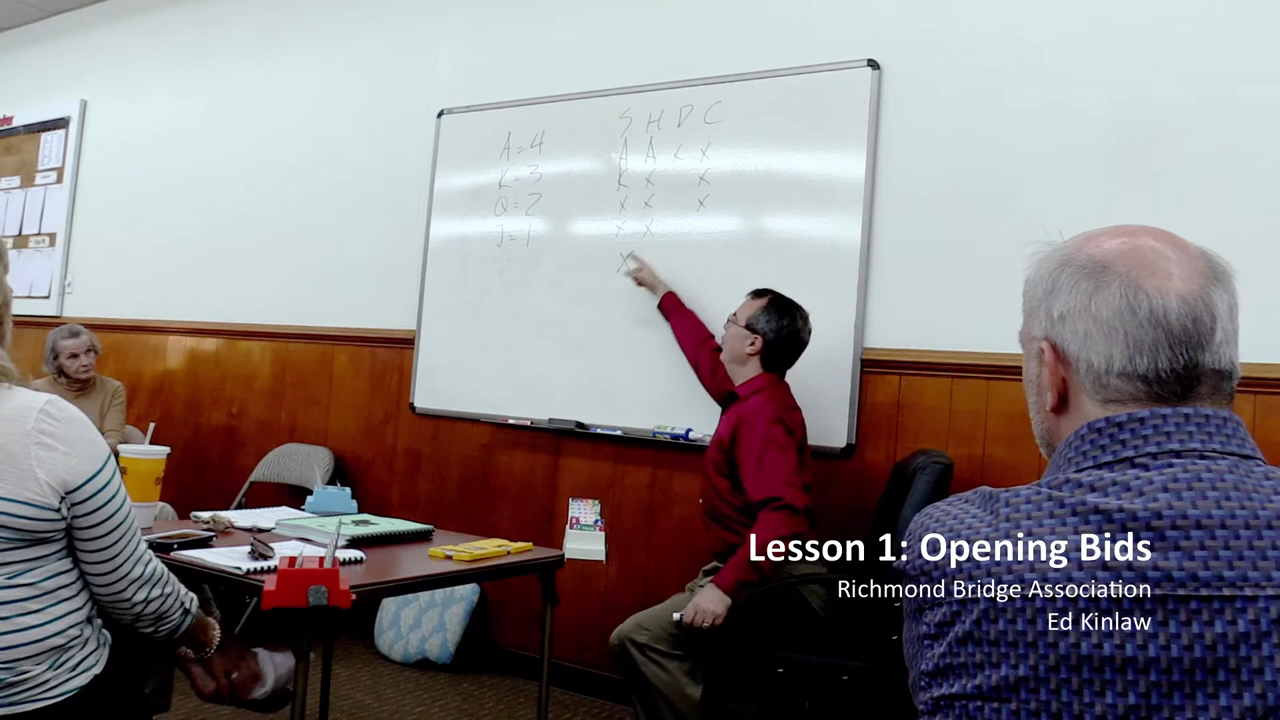 S H D C
A = 4
A A K X
K = 3
K X X
Q = 2
X X X
J = 1
X X
X
Lesson 1: Opening Bids
Richmond Bridge Association
Ed Kinlaw